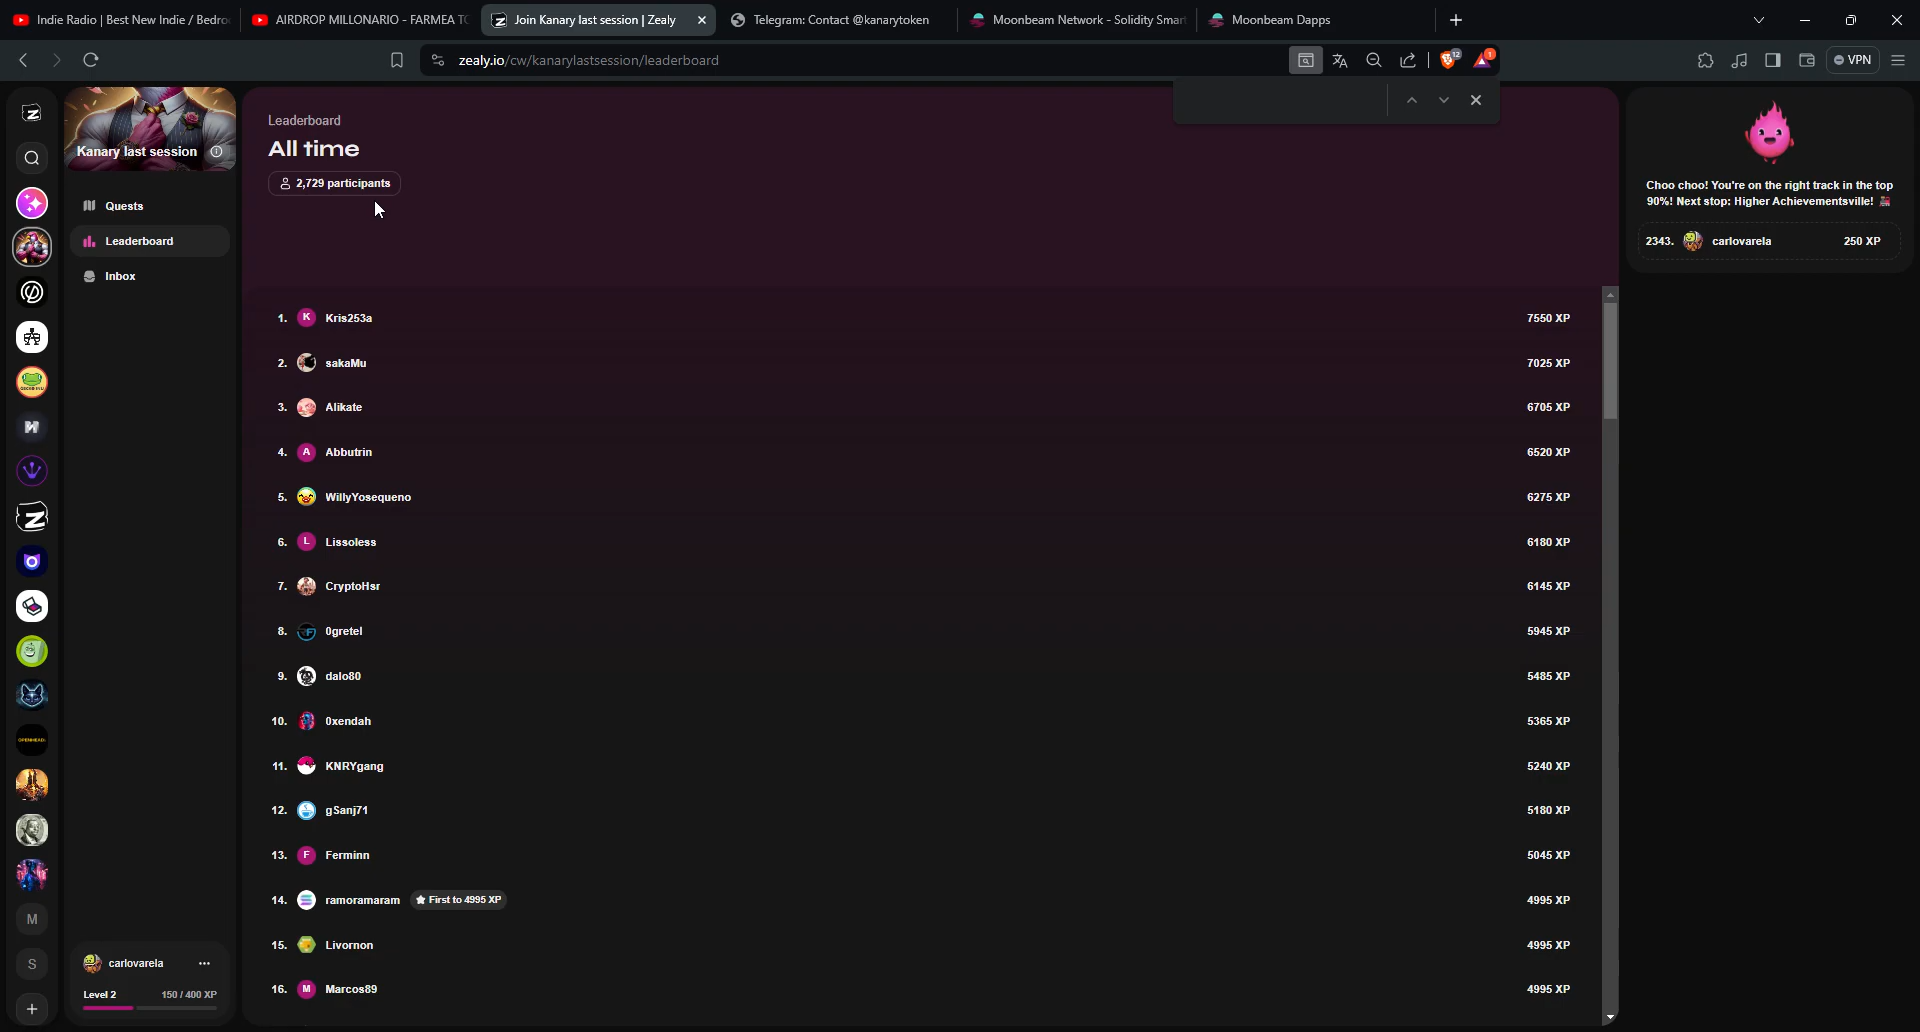 Indie Radio | Best New Indie / Bedro
AIRDROP MILLONARIO - FARMEA TO
Join Kanary last session | Zealy
Telegram: Contact @kanarytoken
Moonbeam Network - Solidity Smart
Moonbeam Dapps
zealy.io/cw/kanarylastsession/leaderboard
12
1
VPN
Kanary last session
Quests
Leaderboard
Inbox
Leaderboard
All time
2,729 participants
1. K Kris253a 7550 XP
2. sakaMu 7025 XP
3. Alikate 6705 XP
4. A Abbutrin 6520 XP
5. WillyYosequeno 6275 XP
6. L Lissoless 6180 XP
7. CryptoHsr 6145 XP
8. 0gretel 5945 XP
9. dalo80 5485 XP
10. 0xendah 5365 XP
11. KNRYgang 5240 XP
12. gSanj71 5180 XP
13. F Ferminn 5045 XP
14. ramoramaram First to 4995 XP 4995 XP
15. Livornon 4995 XP
16. M Marcos89 4995 XP
Choo choo! You're on the right track in the top
90%! Next stop: Higher Achievementsville! 🚂
2343. carlovarela 250 XP
M
S
carlovarela ...
Level 2 150 / 400 XP